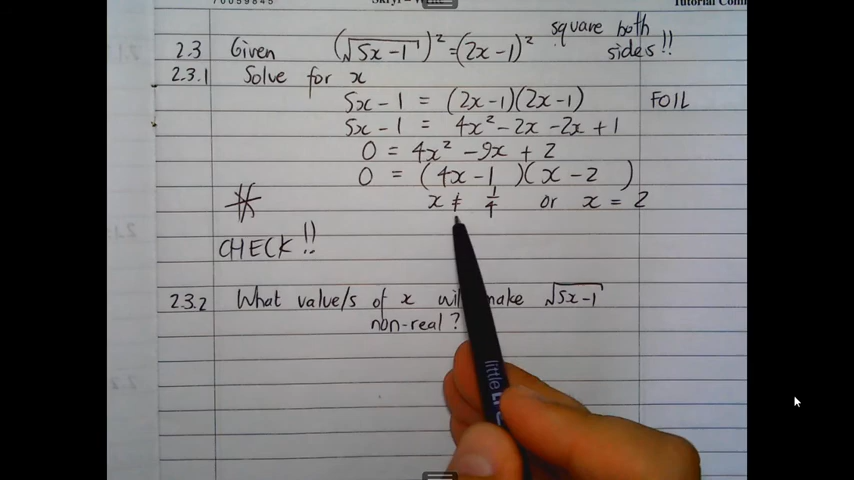 2.3 Given (√5x-1)² = (2x-1)² square both sides!!
2.3.1 Solve for x
5x-1 = (2x-1)(2x-1) FOIL
5x-1 = 4x²-2x-2x+1
0 = 4x²-9x+2
0 = (4x-1)(x-2)
x ≠ 1/4 or x = 2
CHECK!!
2.3.2 What value/s of x will make √5x-1
non-real?
little